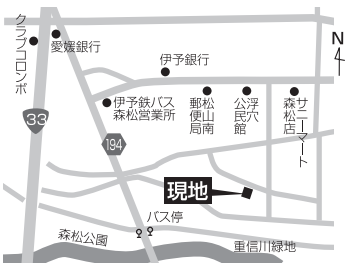 クラブコロンボ
愛媛銀行
伊予銀行
N
伊予鉄バス
森松営業所
松山南
郵便局
浮穴
公民館
サニーマート
森松店
33
194
現地
バス停
森松公園
重信川緑地